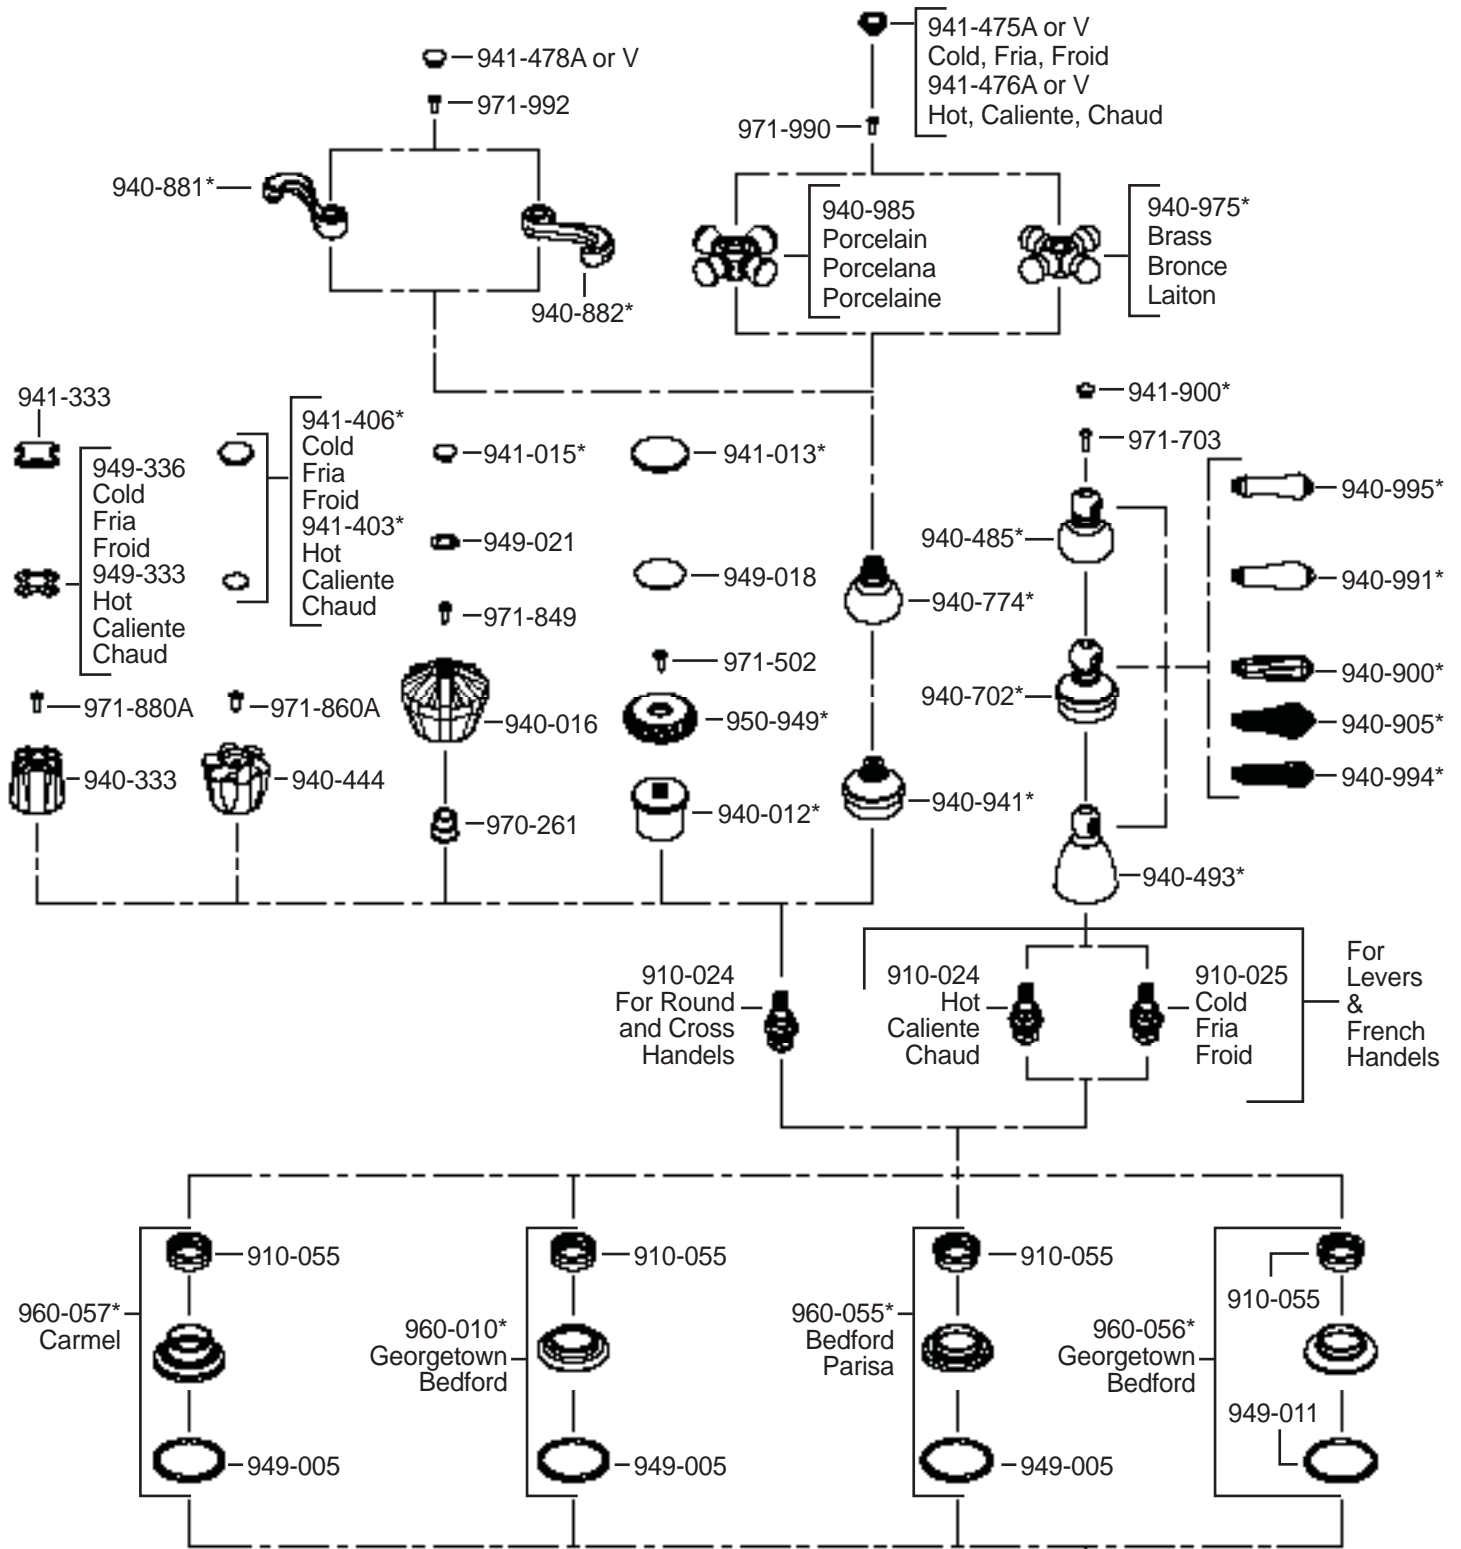 941-475A or V
Cold, Fria, Froid
941-476A or V
Hot, Caliente, Chaud
941-478A or V
971-992
971-990
940-881*
940-882*
940-985
Porcelain
Porcelana
Porcelaine
940-975*
Brass
Bronce
Laiton
941-333
949-336
Cold
Fria
Froid
949-333
Hot
Caliente
Chaud
941-406*
Cold
Fria
Froid
941-403*
Hot
Caliente
Chaud
941-015*
949-021
971-849
941-013*
949-018
971-502
941-900*
971-703
940-485*
940-774*
940-702*
940-995*
940-991*
940-900*
940-905*
940-994*
971-880A
971-860A
940-016
950-949*
940-333
940-444
970-261
940-012*
940-941*
940-493*
910-024
For Round
and Cross
Handels
910-024
Hot
Caliente
Chaud
910-025
Cold
Fria
Froid
For
Levers
&
French
Handels
910-055
960-057*
Carmel
949-005
910-055
960-010*
Georgetown
Bedford
949-005
910-055
960-055*
Bedford
Parisa
949-005
910-055
960-056*
Georgetown
Bedford
949-011